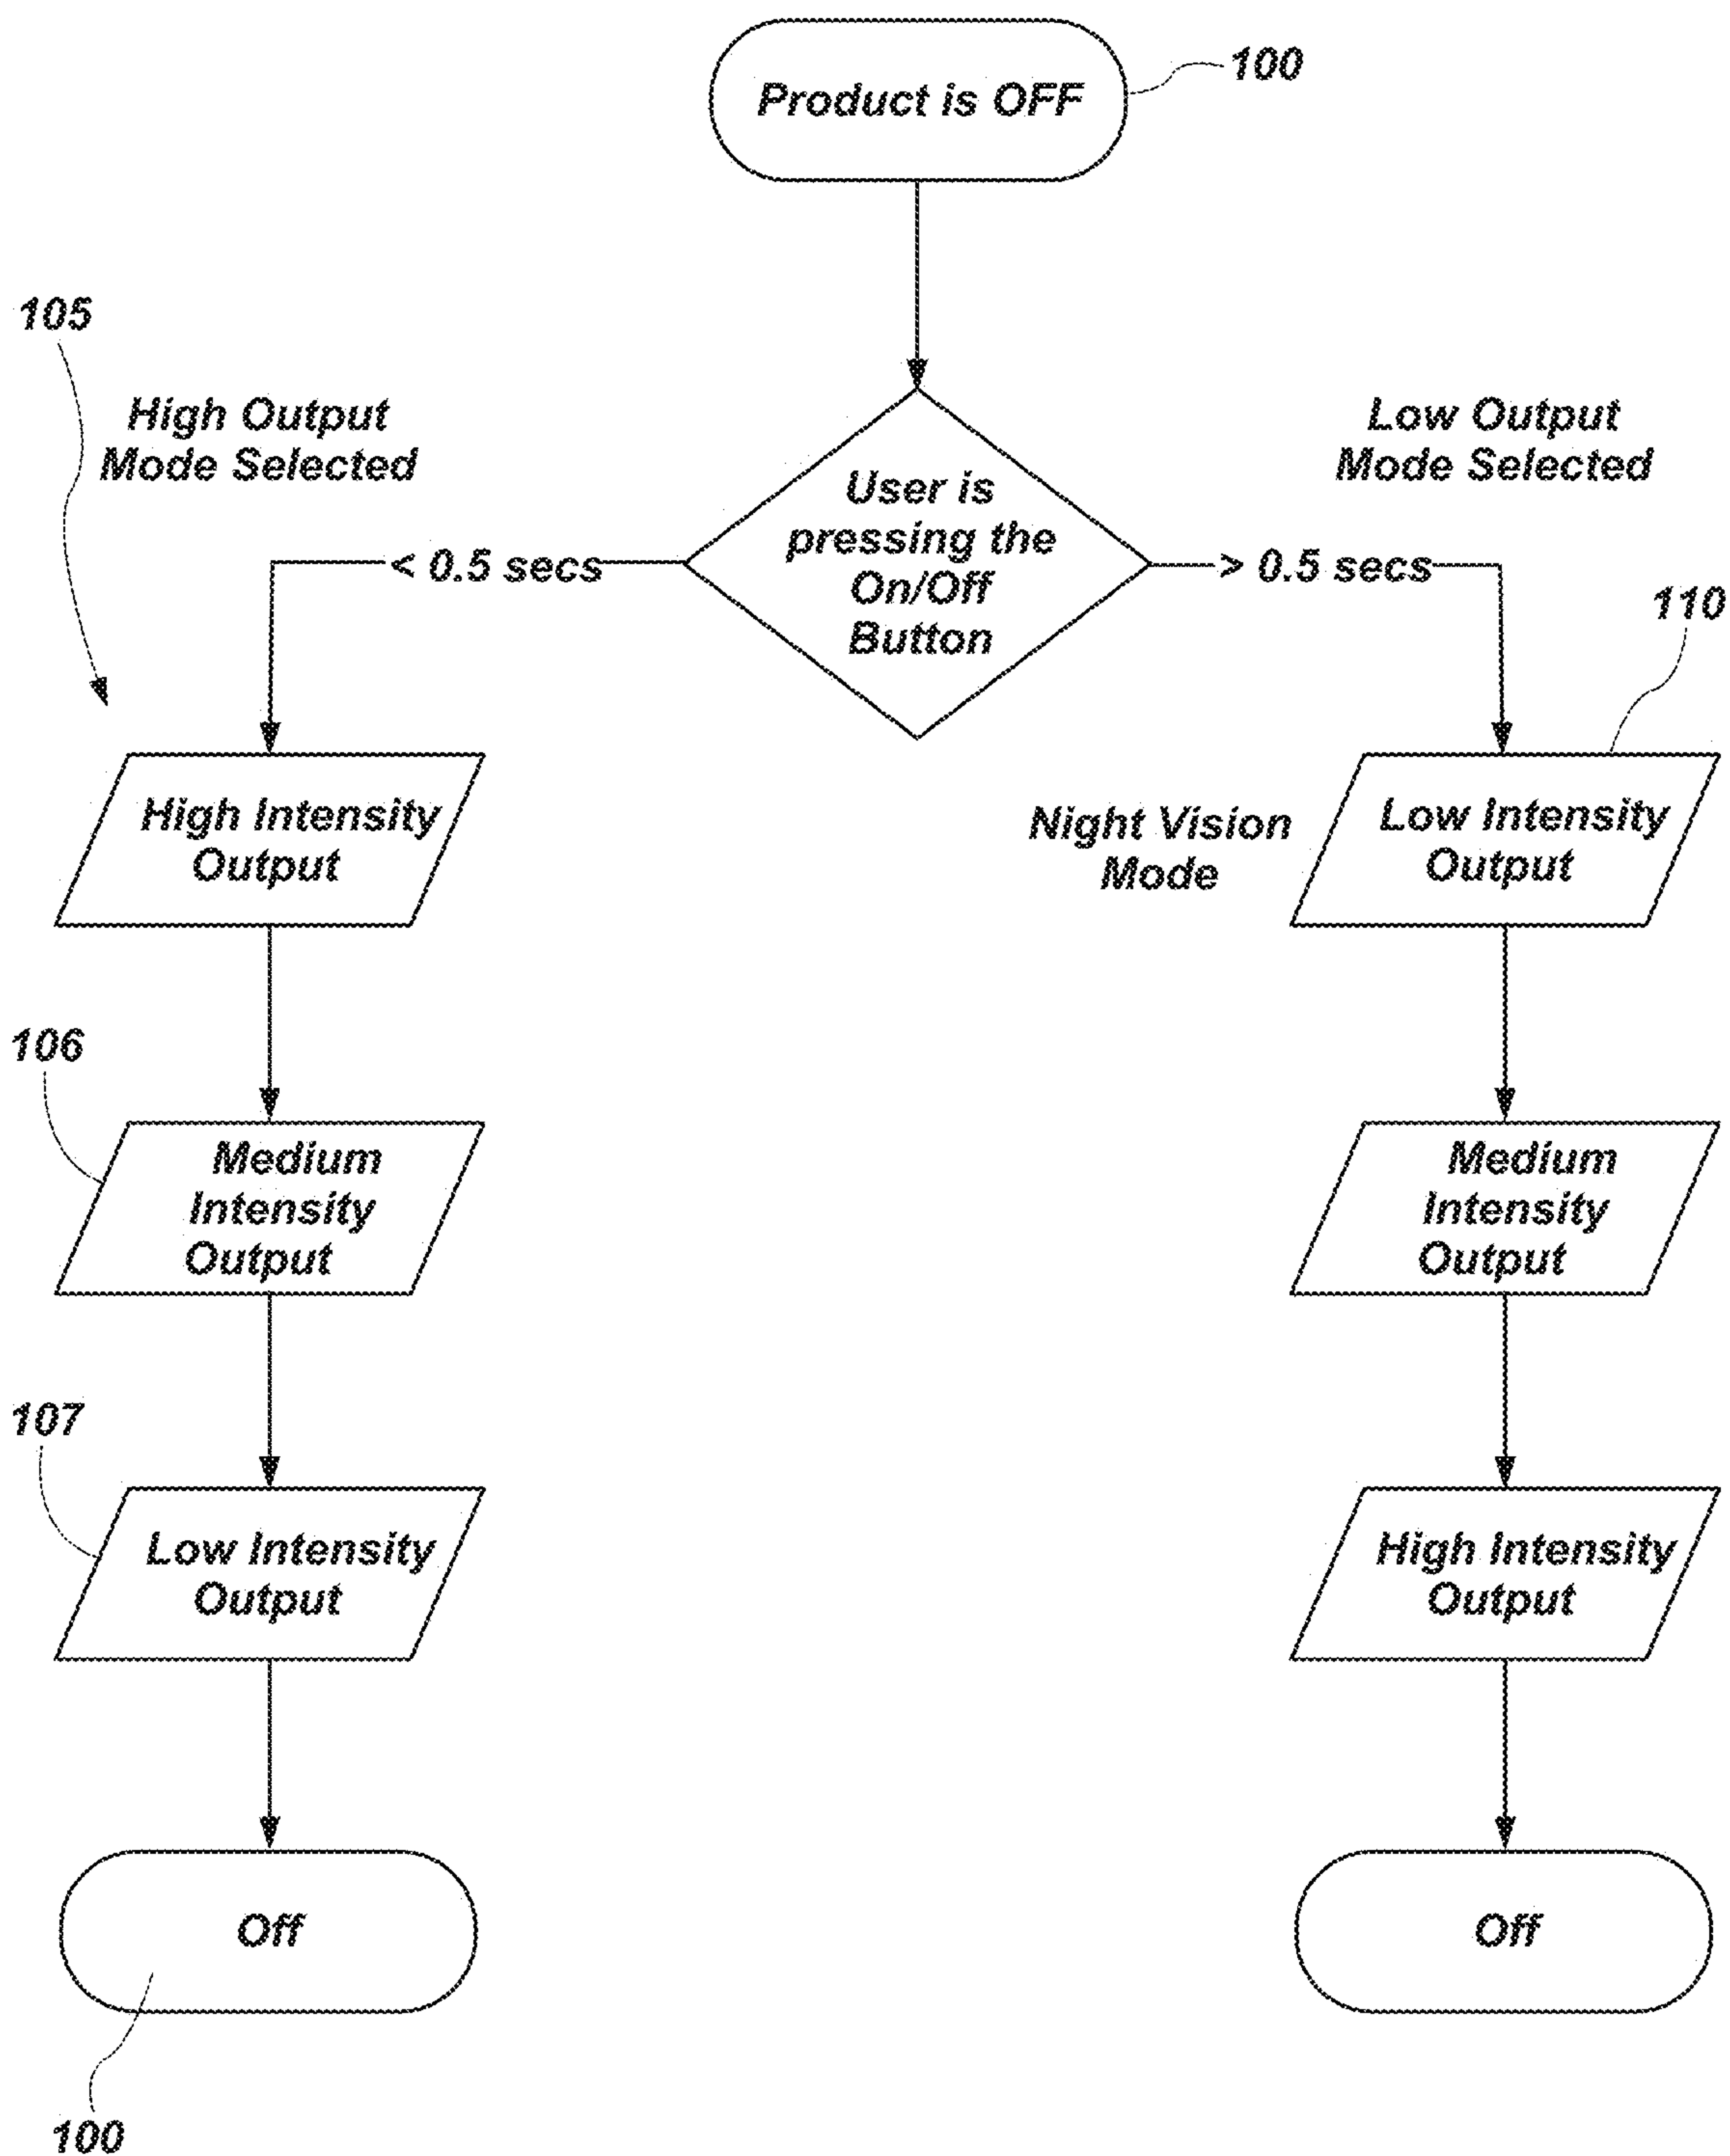 Product is OFF
100
105
High Output
Mode Selected
Low Output
Mode Selected
User is
pressing the
On/Off
Button
< 0.5 secs
> 0.5 secs
110
High Intensity
Output
Night Vision
Mode
Low Intensity
Output
106
Medium
Intensity
Output
Medium
Intensity
Output
107
Low Intensity
Output
High Intensity
Output
Off
Off
100